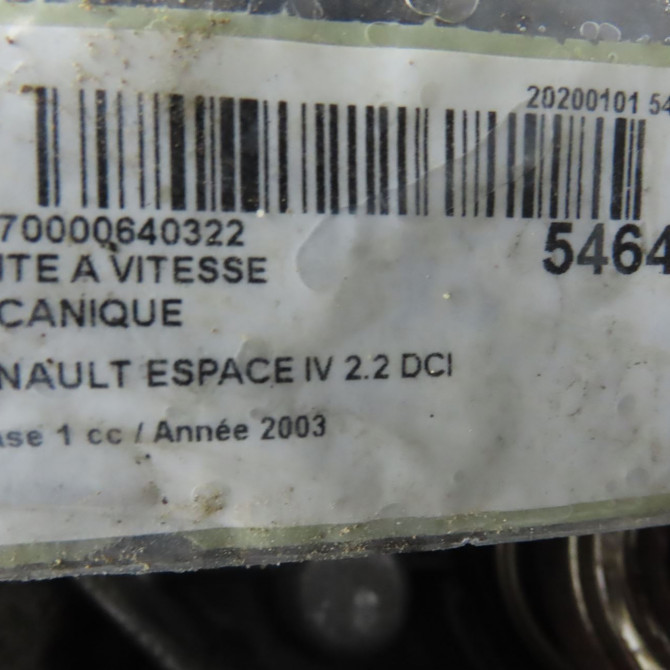 20200101 54
70000640322
5464
ITE A VITESSE
CANIQUE
NAULT ESPACE IV 2.2 DCI
ase 1 cc / Année 2003